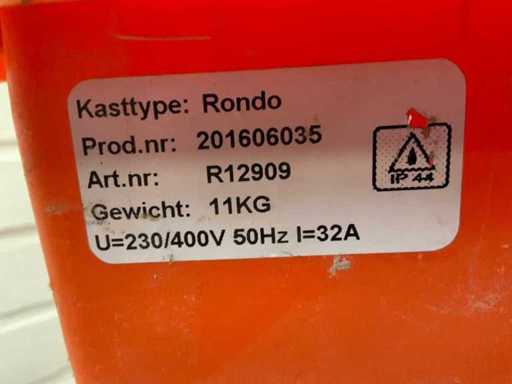 Kasttype: Rondo
Prod.nr: 201606035
Art.nr: R12909
Gewicht: 11KG
U=230/400V 50Hz I=32A
IP 44